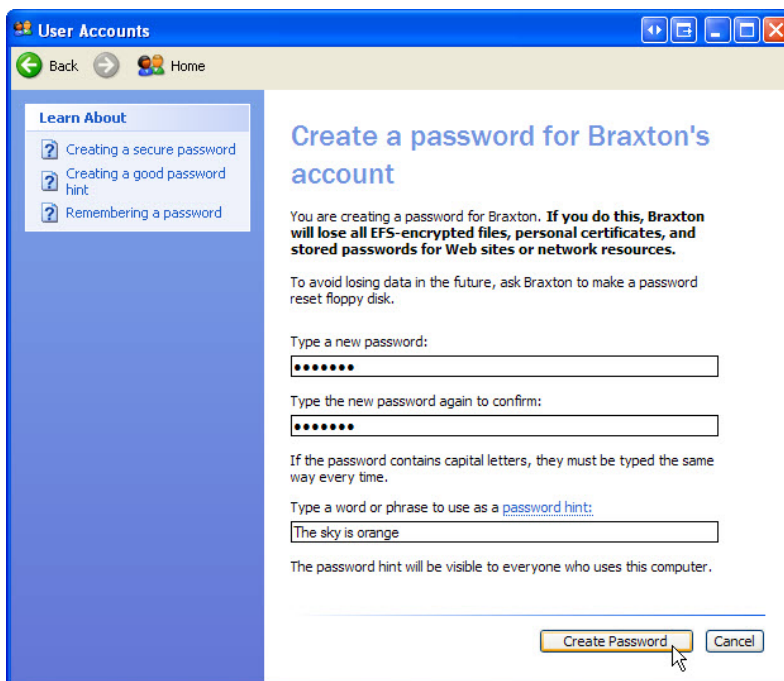 User Accounts
Back
Home
Learn About
Creating a secure password
Creating a good password
hint
Remembering a password
Create a password for Braxton's
account
You are creating a password for Braxton. If you do this, Braxton
will lose all EFS-encrypted files, personal certificates, and
stored passwords for Web sites or network resources.
To avoid losing data in the future, ask Braxton to make a password
reset floppy disk.
Type a new password:
●●●●●●●
Type the new password again to confirm:
●●●●●●●
If the password contains capital letters, they must be typed the same
way every time.
Type a word or phrase to use as a password hint:
The sky is orange
The password hint will be visible to everyone who uses this computer.
Create Password
Cancel